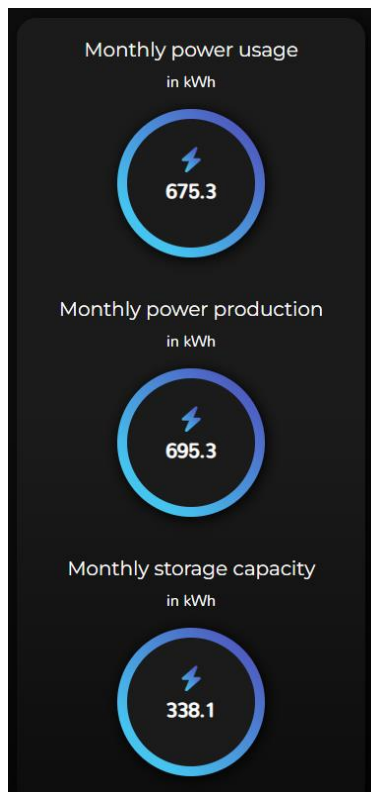 Monthly power usage
in kWh
675.3
Monthly power production
in kWh
695.3
Monthly storage capacity
in kWh
338.1